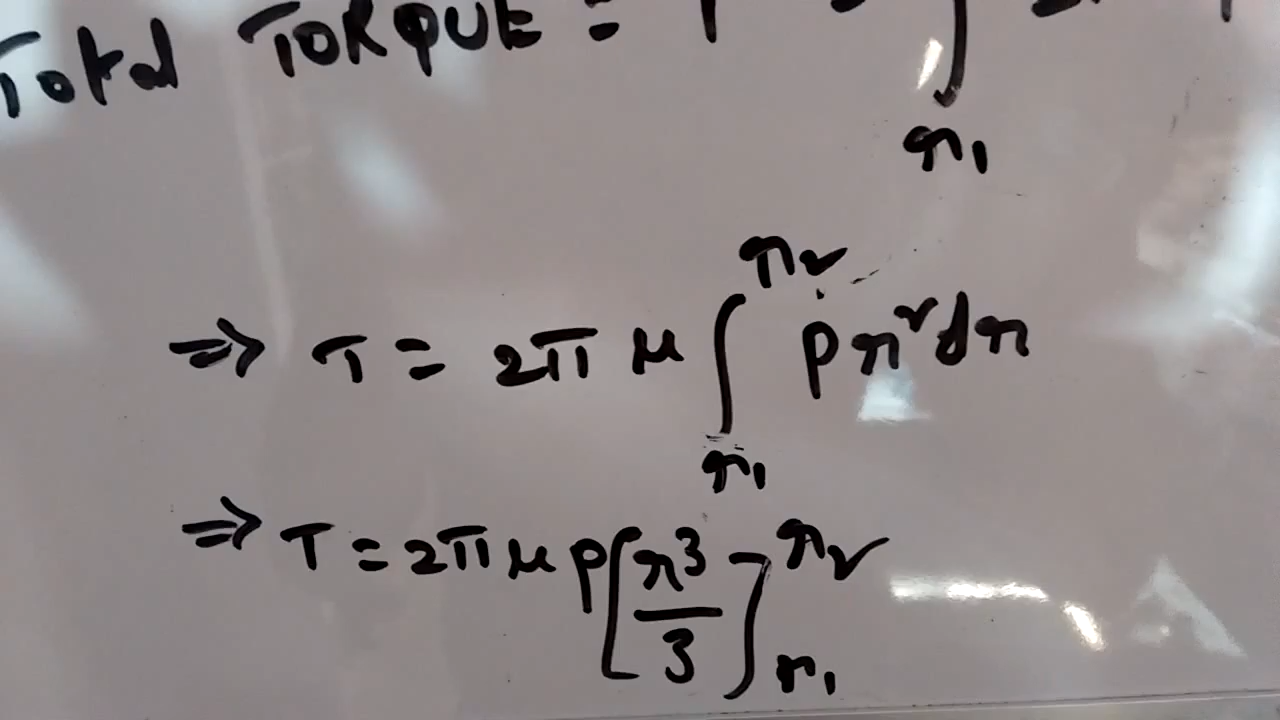 Total TORQUE = T = ∫_{r₁}
⇒ T = 2π μ ∫_{r₁}^{r₂} p r² dr
⇒ T = 2π μ p [r³/3]_{r₁}^{r₂}